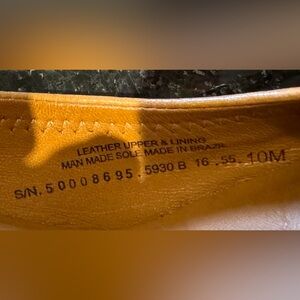 LEATHER UPPER & LINING
MAN MADE SOLE MADE IN BRAZIL
S/N. 50008695.5930 B 16 .55. 10M